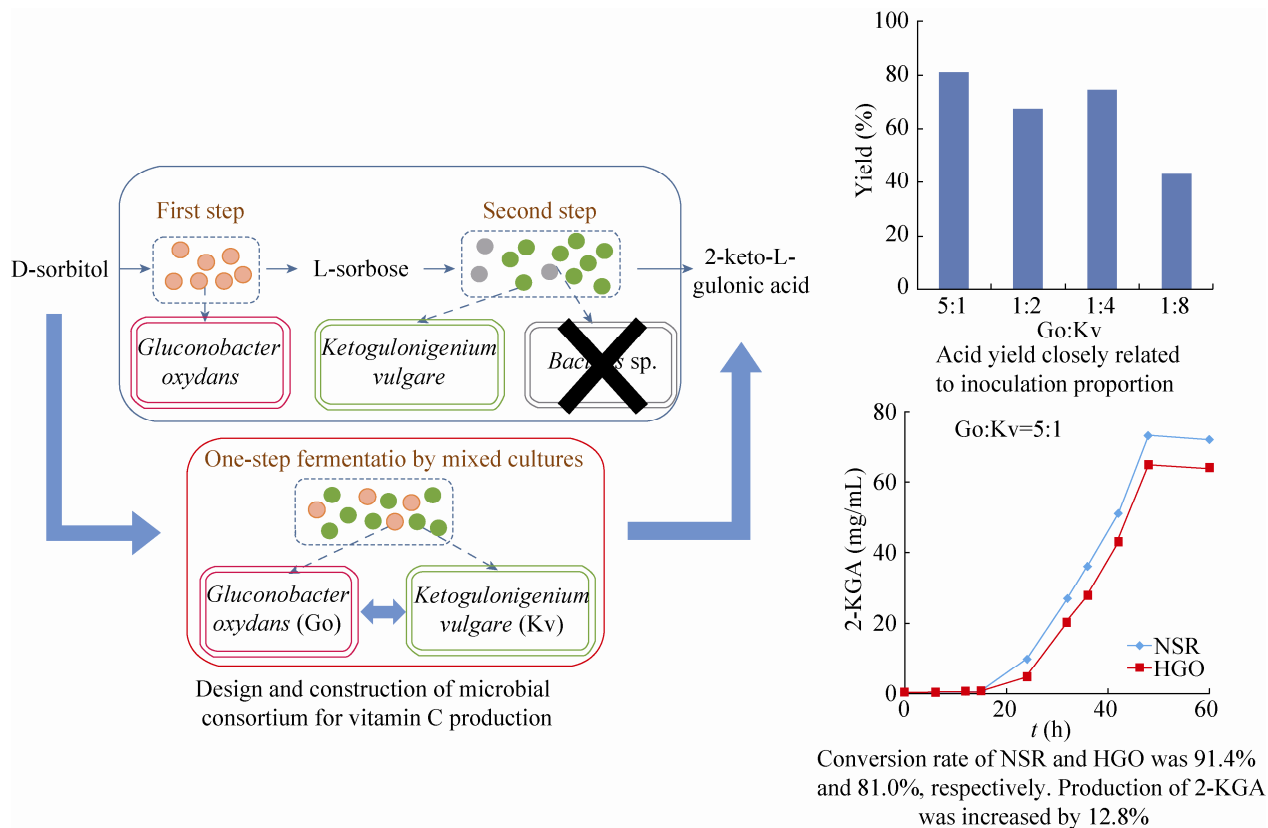 First step
Second step
D-sorbitol
L-sorbose
2-keto-L-
gulonic acid
Gluconobacter
oxydans
Ketogulonigenium
vulgare
sp.
One-step fermentatio by mixed cultures
Gluconobacter
oxydans (Go)
Ketogulonigenium
vulgare (Kv)
Design and construction of microbial
consortium for vitamin C production
Yield (%)
100
80
60
40
20
0
5:1 1:2 1:4 1:8
Go:Kv
Acid yield closely related
to inoculation proportion
Go:Kv=5:1
2-KGA (mg/mL)
80
60
40
20
0
NSR
HGO
0 20 40 60
t (h)
Conversion rate of NSR and HGO was 91.4%
and 81.0%, respectively. Production of 2-KGA
was increased by 12.8%